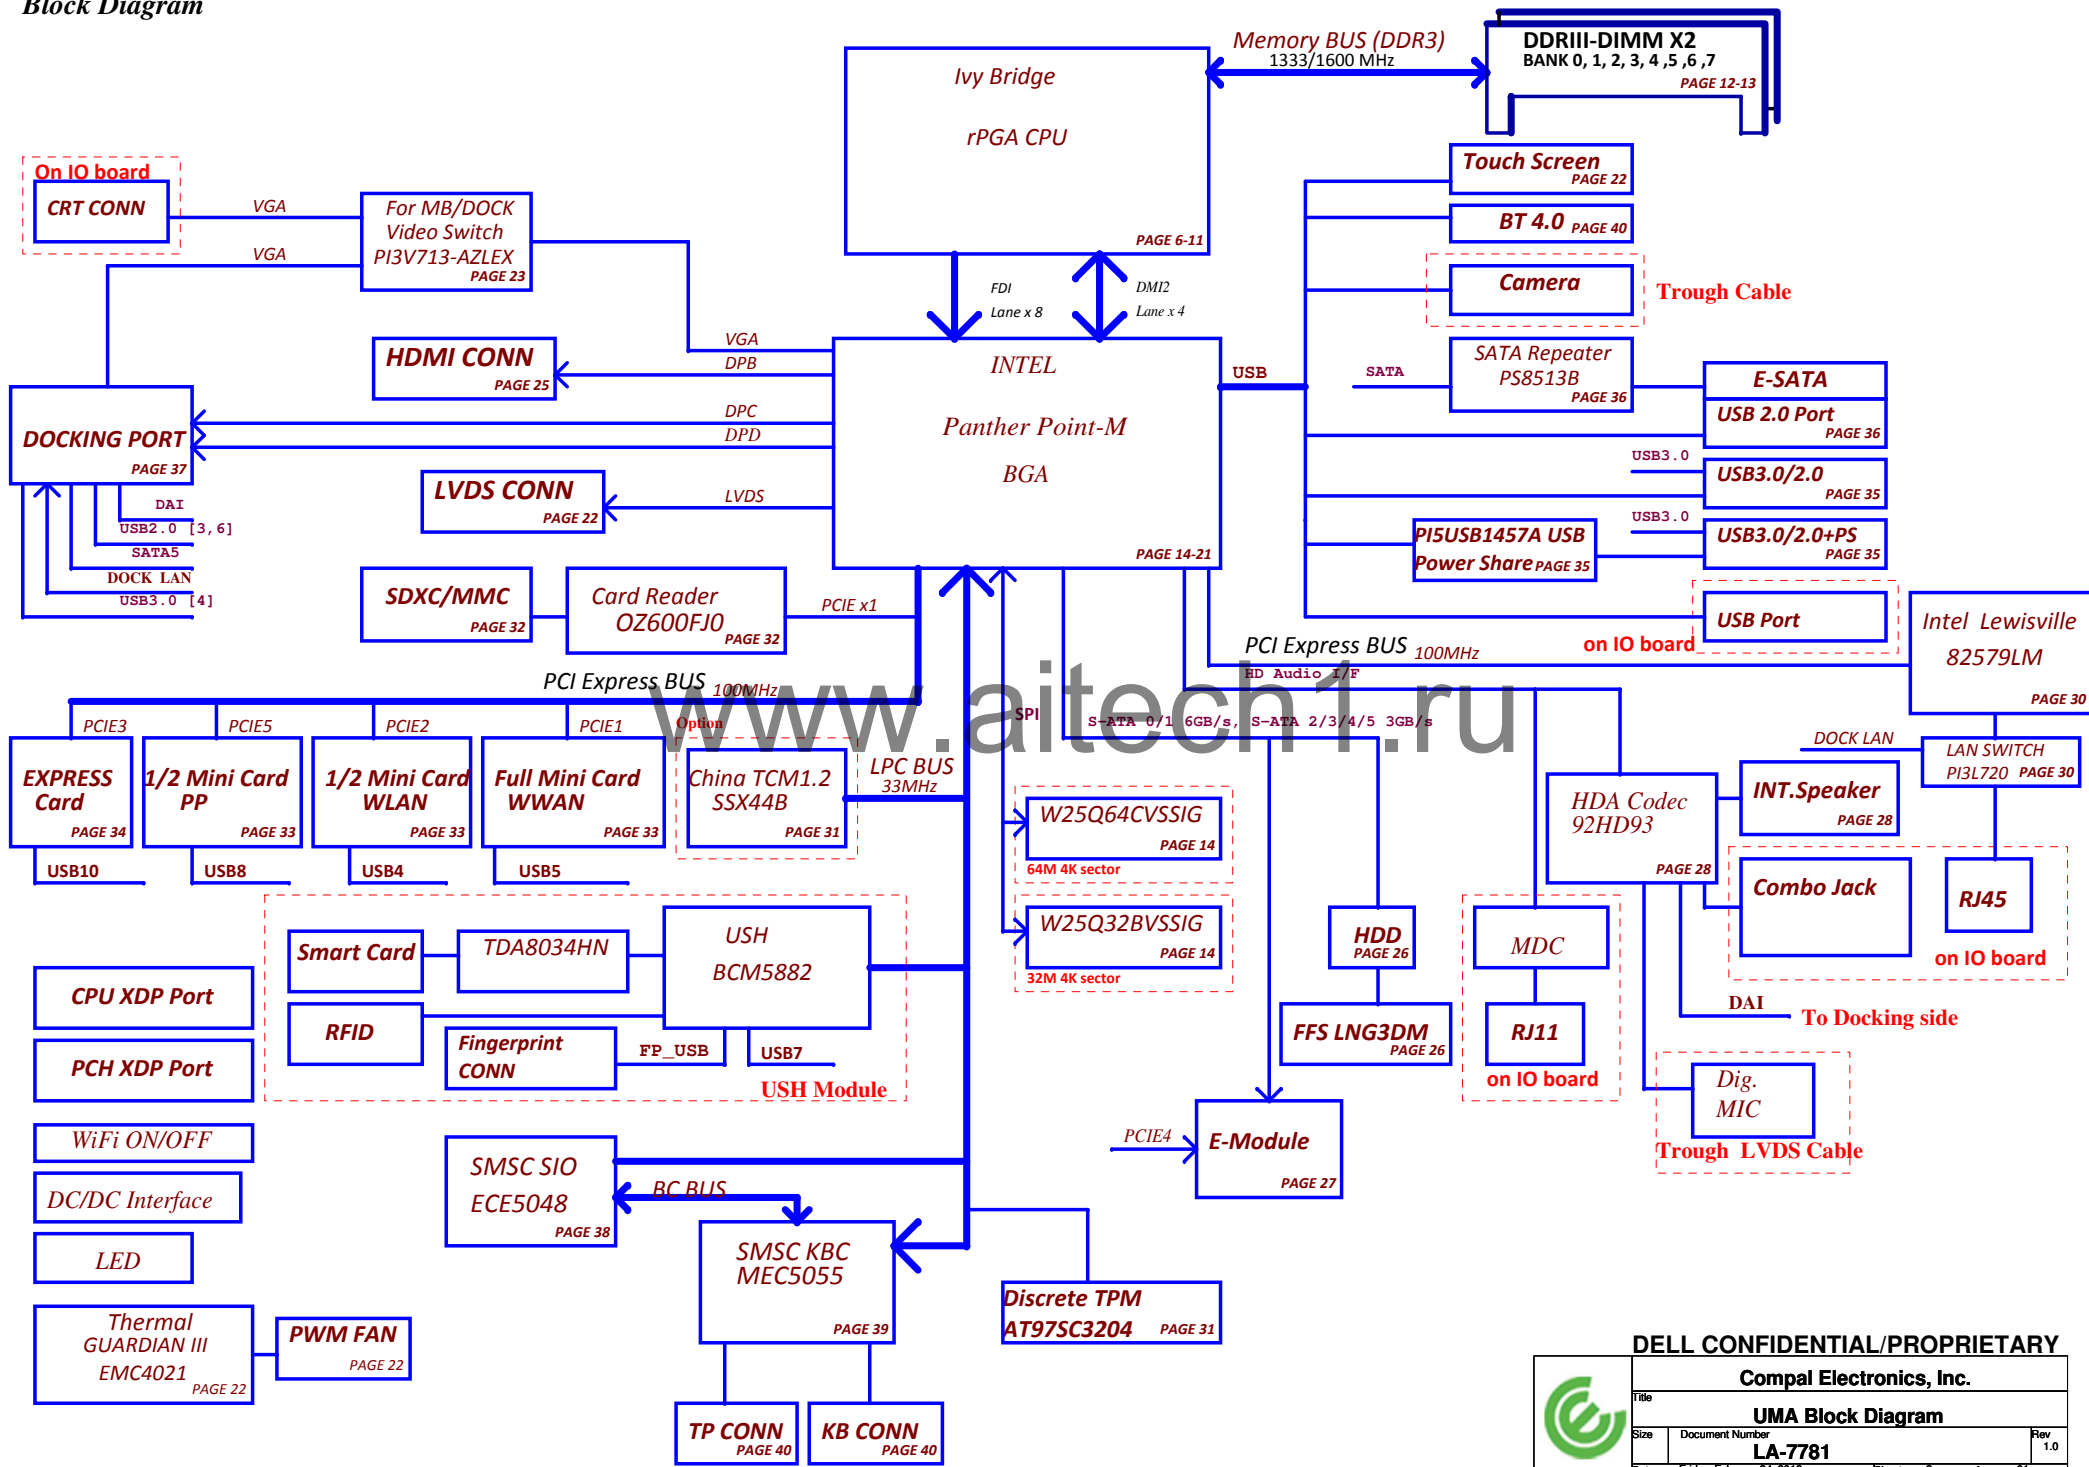 Block Diagram
Ivy Bridge
rPGA CPU
PAGE 6-11
Memory BUS (DDR3)
1333/1600 MHz
DDRIII-DIMM X2
BANK 0, 1, 2, 3, 4 ,5 ,6 ,7
PAGE 12-13
On IO board
CRT CONN
VGA
VGA
For MB/DOCK
Video Switch
PI3V713-AZLEX
PAGE 23
FDI
Lane x 8
DMI2
Lane x 4
Touch Screen
PAGE 22
BT 4.0 PAGE 40
Camera
Trough Cable
HDMI CONN
PAGE 25
VGA
DPB
DPC
DPD
LVDS
INTEL
Panther Point-M
BGA
PAGE 14-21
USB
SATA
SATA Repeater
PS8513B
PAGE 36
E-SATA
USB 2.0 Port
PAGE 36
USB3.0
USB3.0/2.0
PAGE 35
USB3.0
PI5USB1457A USB
Power Share PAGE 35
USB3.0/2.0+PS
PAGE 35
USB Port
on IO board
DOCKING PORT
PAGE 37
DAI
USB2.0 [3,6]
SATA5
DOCK LAN
USB3.0 [4]
LVDS CONN
PAGE 22
SDXC/MMC
PAGE 32
Card Reader
OZ600FJ0
PAGE 32
PCIE x1
PCI Express BUS 100MHz
PCI Express BUS 100MHz
HD Audio I/F
Intel Lewisville
82579LM
PAGE 30
www.aitech1.ru
SPI
S-ATA 0/1 6GB/s, S-ATA 2/3/4/5 3GB/s
PCIE3
PCIE5
PCIE2
PCIE1
Option
EXPRESS
Card
PAGE 34
1/2 Mini Card
PP
PAGE 33
1/2 Mini Card
WLAN
PAGE 33
Full Mini Card
WWAN
PAGE 33
China TCM1.2
SSX44B
PAGE 31
LPC BUS
33MHz
USB10
USB8
USB4
USB5
W25Q64CVSSIG
PAGE 14
64M 4K sector
W25Q32BVSSIG
PAGE 14
32M 4K sector
HDA Codec
92HD93
PAGE 28
INT.Speaker
PAGE 28
DOCK LAN
LAN SWITCH
PI3L720 PAGE 30
Combo Jack
RJ45
on IO board
DAI
To Docking side
Dig.
MIC
Trough LVDS Cable
HDD
PAGE 26
FFS LNG3DM
PAGE 26
MDC
RJ11
on IO board
PCIE4
E-Module
PAGE 27
Smart Card
TDA8034HN
USH
BCM5882
RFID
Fingerprint
CONN
FP_USB
USB7
USH Module
CPU XDP Port
PCH XDP Port
WiFi ON/OFF
DC/DC Interface
LED
Thermal
GUARDIAN III
EMC4021
PAGE 22
PWM FAN
PAGE 22
SMSC SIO
ECE5048
PAGE 38
BC BUS
SMSC KBC
MEC5055
PAGE 39
TP CONN
PAGE 40
KB CONN
PAGE 40
Discrete TPM
AT97SC3204 PAGE 31
DELL CONFIDENTIAL/PROPRIETARY
Compal Electronics, Inc.
Title
UMA Block Diagram
Size
Document Number
LA-7781
Rev
1.0